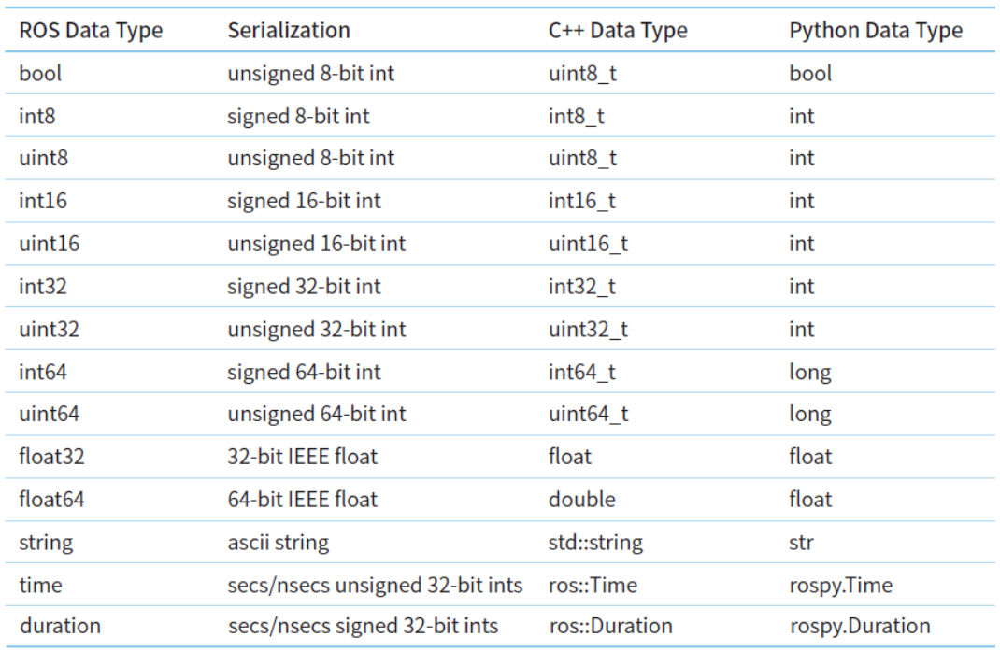 ROS Data Type Serialization C++ Data Type Python Data Type
bool unsigned 8-bit int uint8_t bool
int8 signed 8-bit int int8_t int
uint8 unsigned 8-bit int uint8_t int
int16 signed 16-bit int int16_t int
uint16 unsigned 16-bit int uint16_t int
int32 signed 32-bit int int32_t int
uint32 unsigned 32-bit int uint32_t int
int64 signed 64-bit int int64_t long
uint64 unsigned 64-bit int uint64_t long
float32 32-bit IEEE float float float
float64 64-bit IEEE float double float
string ascii string std::string str
time secs/nsecs unsigned 32-bit ints ros::Time rospy.Time
duration secs/nsecs signed 32-bit ints ros::Duration rospy.Duration